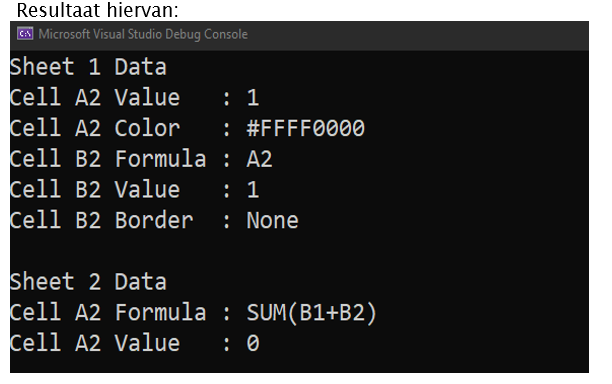 Resultaat hiervan:
Microsoft Visual Studio Debug Console
Sheet 1 Data
Cell A2 Value   : 1
Cell A2 Color   : #FFFF0000
Cell B2 Formula : A2
Cell B2 Value   : 1
Cell B2 Border  : None
Sheet 2 Data
Cell A2 Formula : SUM(B1+B2)
Cell A2 Value   : 0